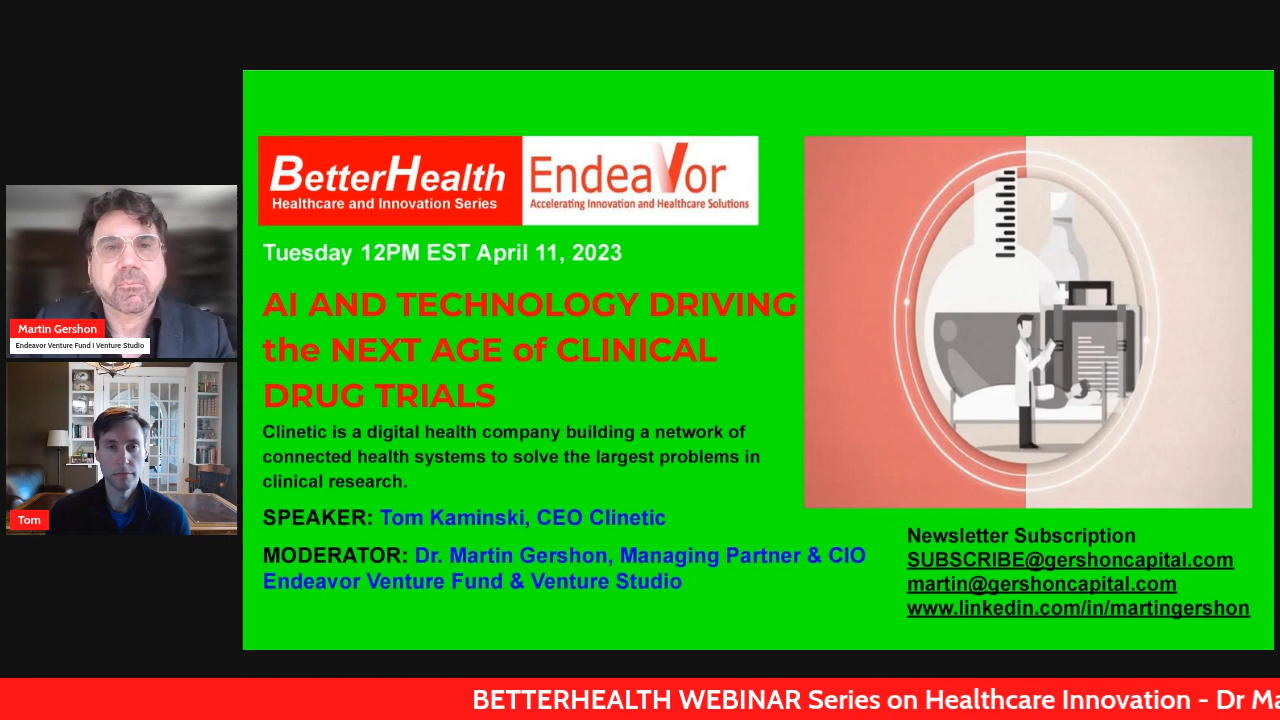 BetterHealth
Healthcare and Innovation Series
EndeaVor
Accelerating Innovation and Healthcare Solutions
Tuesday 12PM EST April 11, 2023
AI AND TECHNOLOGY DRIVING
the NEXT AGE of CLINICAL
DRUG TRIALS
Clinetic is a digital health company building a network of
connected health systems to solve the largest problems in
clinical research.
SPEAKER: Tom Kaminski, CEO Clinetic
MODERATOR: Dr. Martin Gershon, Managing Partner & CIO
Endeavor Venture Fund & Venture Studio
Newsletter Subscription
SUBSCRIBE@gershoncapital.com
martin@gershoncapital.com
www.linkedin.com/in/martingershon
Martin Gershon
Endeavor Venture Fund I Venture Studio
Tom
BETTERHEALTH WEBINAR Series on Healthcare Innovation - Dr Ma